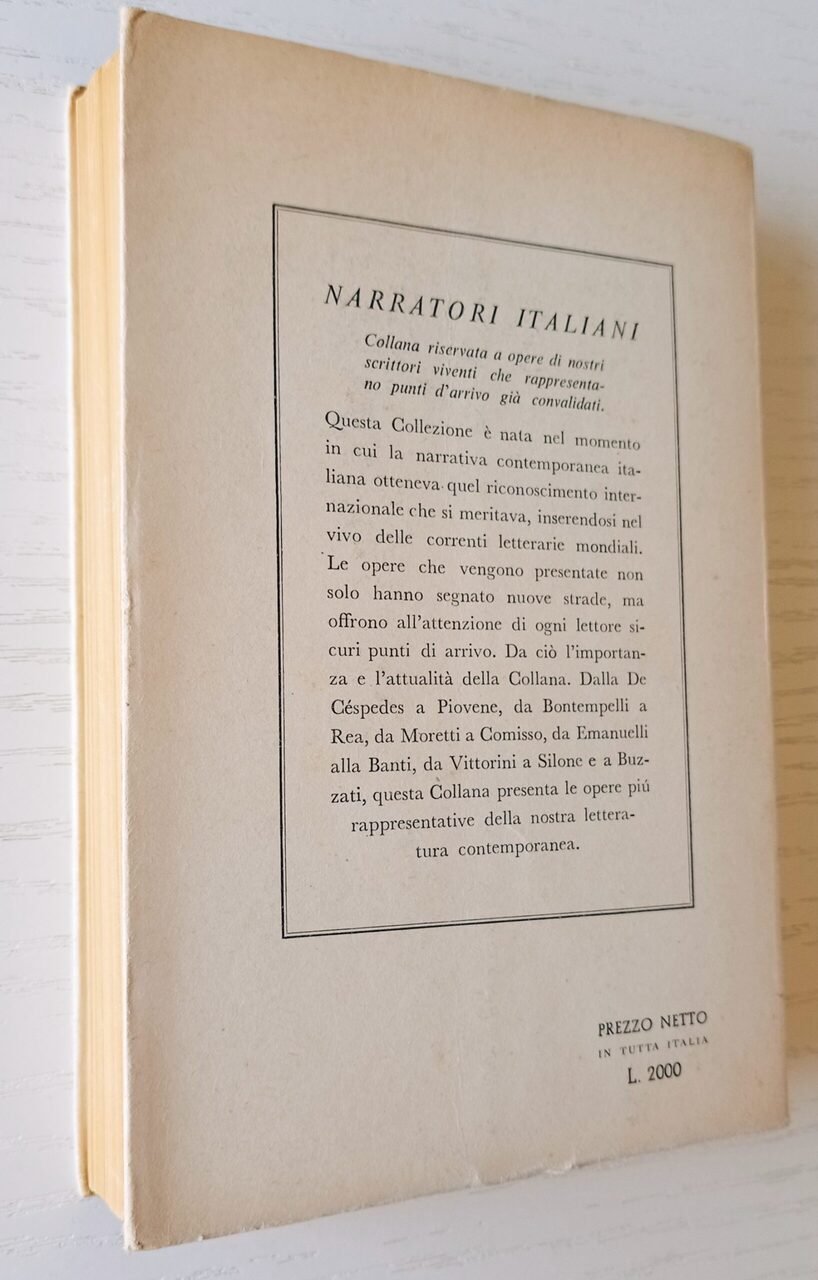 NARRATORI ITALIANI
Collana riservata a opere di nostri
scrittori viventi che rappresenta-
no punti d'arrivo già convalidati.
Questa Collezione è nata nel momento
in cui la narrativa contemporanea ita-
liana otteneva quel riconoscimento inter-
nazionale che si meritava, inserendosi nel
vivo delle correnti letterarie mondiali.
Le opere che vengono presentate non
solo hanno segnato nuove strade, ma
offrono all'attenzione di ogni lettore si-
curi punti di arrivo. Da ciò l'importan-
za e l'attualità della Collana. Dalla De
Céspedes a Piovene, da Bontempelli a
Rea, da Moretti a Comisso, da Emanuelli
alla Banti, da Vittorini a Silone e a Buz-
zati, questa Collana presenta le opere piú
rappresentative della nostra lettera-
tura contemporanea.
PREZZO NETTO
IN TUTTA ITALIA
L. 2000